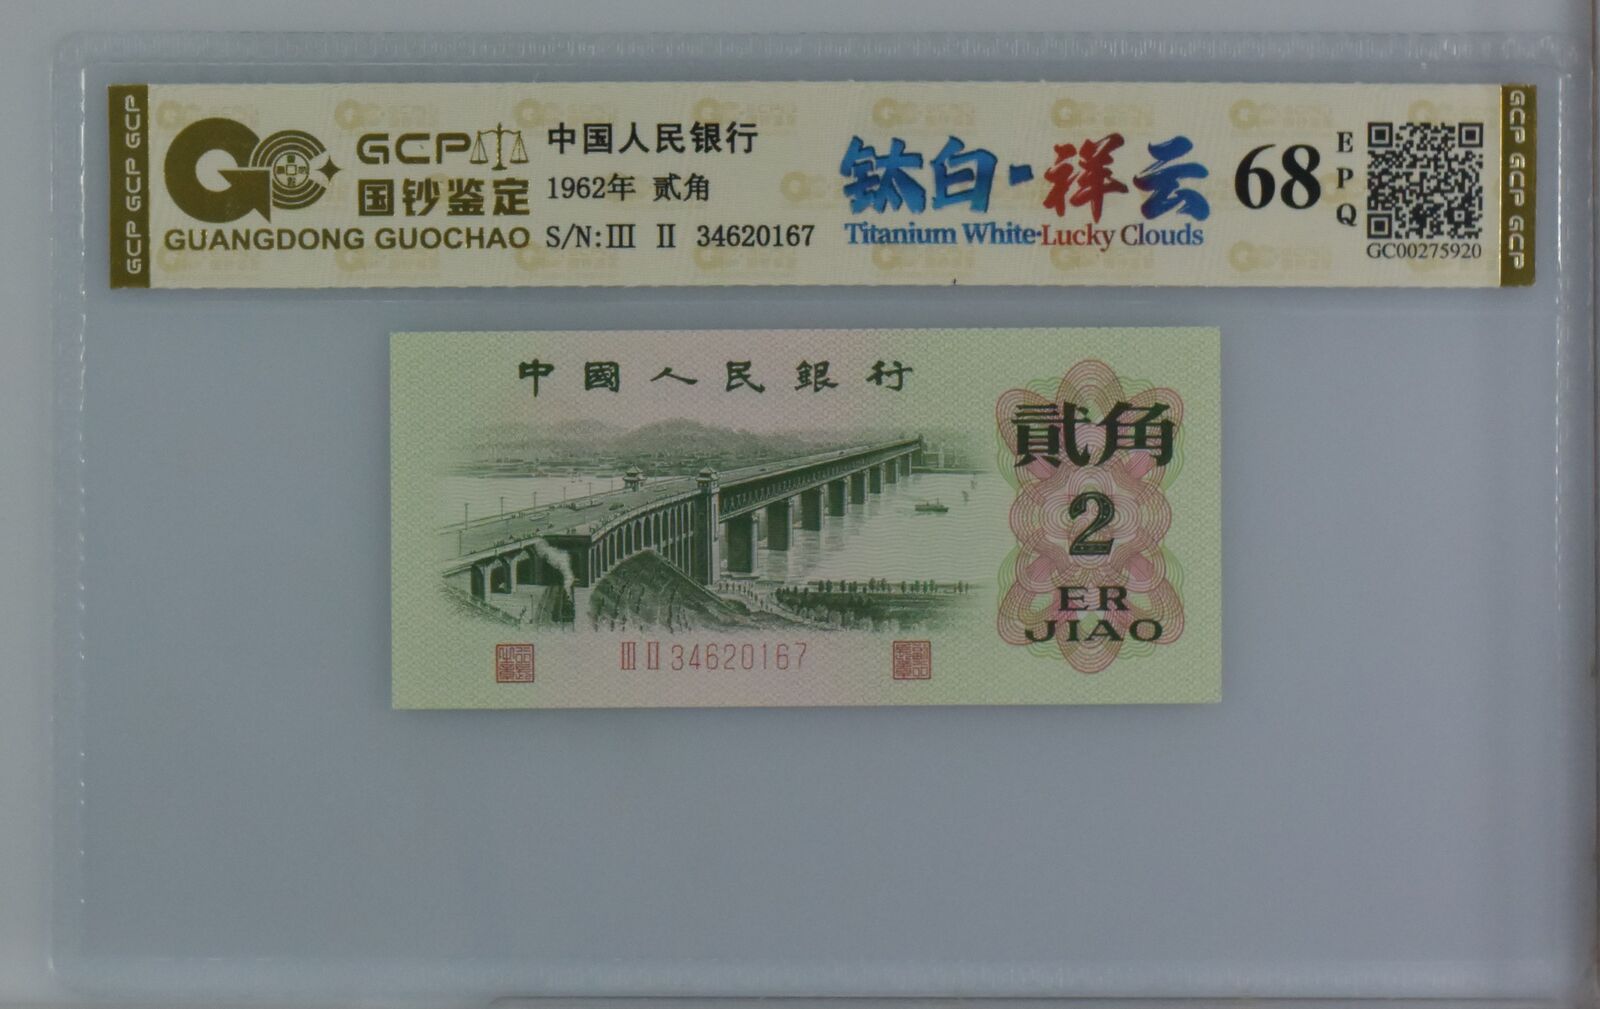 GCP GCP GCP
GCP
国钞鉴定
GUANGDONG GUOCHAO
中国人民银行
1962年 贰角
S/N:III II 34620167
钛白·祥云
Titanium White·Lucky Clouds
68
EPQ
GC00275920
GCP GCP GCP
中國人民銀行
貳角
2
ER
JIAO
III II 34620167